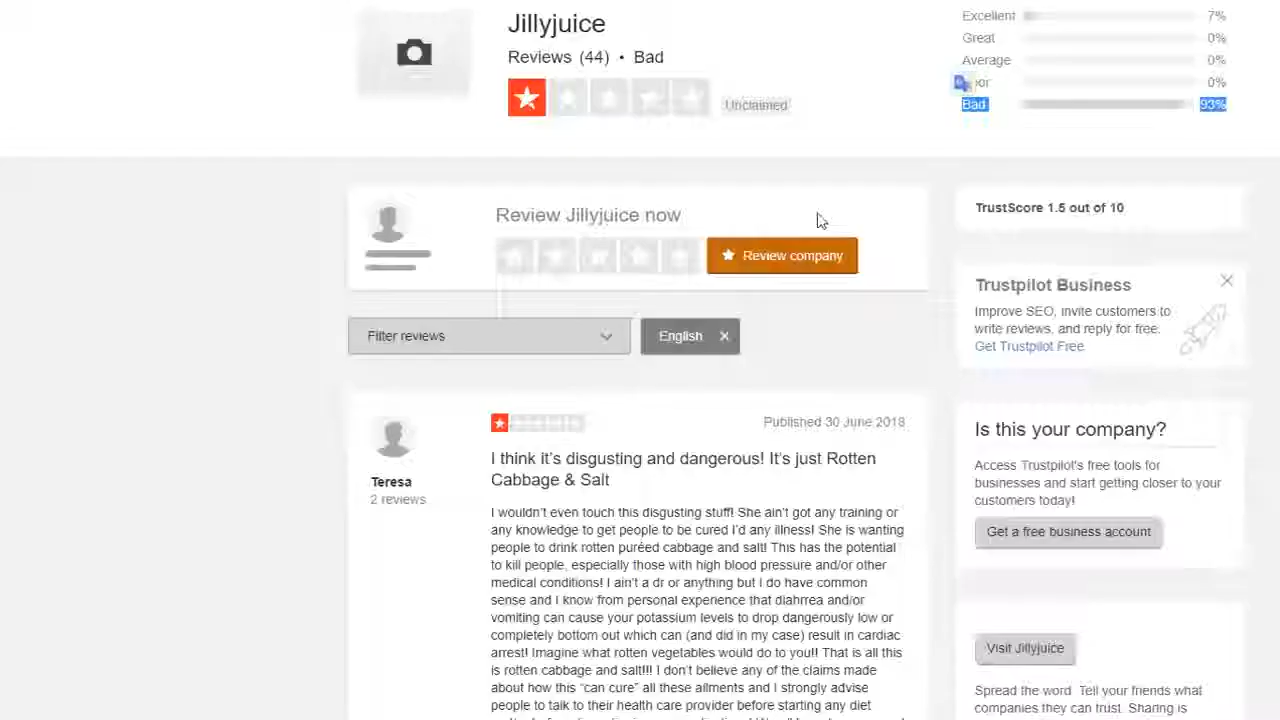 Jillyjuice
Reviews (44) • Bad
Unclaimed
Excellent 7%
Great 0%
Average 0%
0%
Bad 93%
Review Jillyjuice now
Review company
Filter reviews
English
TrustScore 1.5 out of 10
Trustpilot Business
Improve SEO, invite customers to
write reviews, and reply for free.
Get Trustpilot Free
Teresa
2 reviews
Published 30 June 2018
I think it's disgusting and dangerous! It's just Rotten
Cabbage & Salt
I wouldn't even touch this disgusting stuff! She ain't got any training or
any knowledge to get people to be cured I'd any illness! She is wanting
people to drink rotten puréed cabbage and salt! This has the potential
to kill people, especially those with high blood pressure and/or other
medical conditions! I ain't a dr or anything but I do have common
sense and I know from personal experience that diahrrea and/or
vomiting can cause your potassium levels to drop dangerously low or
completely bottom out which can (and did in my case) result in cardiac
arrest! Imagine what rotten vegetables would do to you!! That is all this
is rotten cabbage and salt!!! I don't believe any of the claims made
about how this "can cure" all these ailments and I strongly advise
people to talk to their health care provider before starting any diet
Is this your company?
Access Trustpilot's free tools for
businesses and start getting closer to your
customers today!
Get a free business account
Visit Jillyjuice
Spread the word. Tell your friends what
companies they can trust. Sharing is